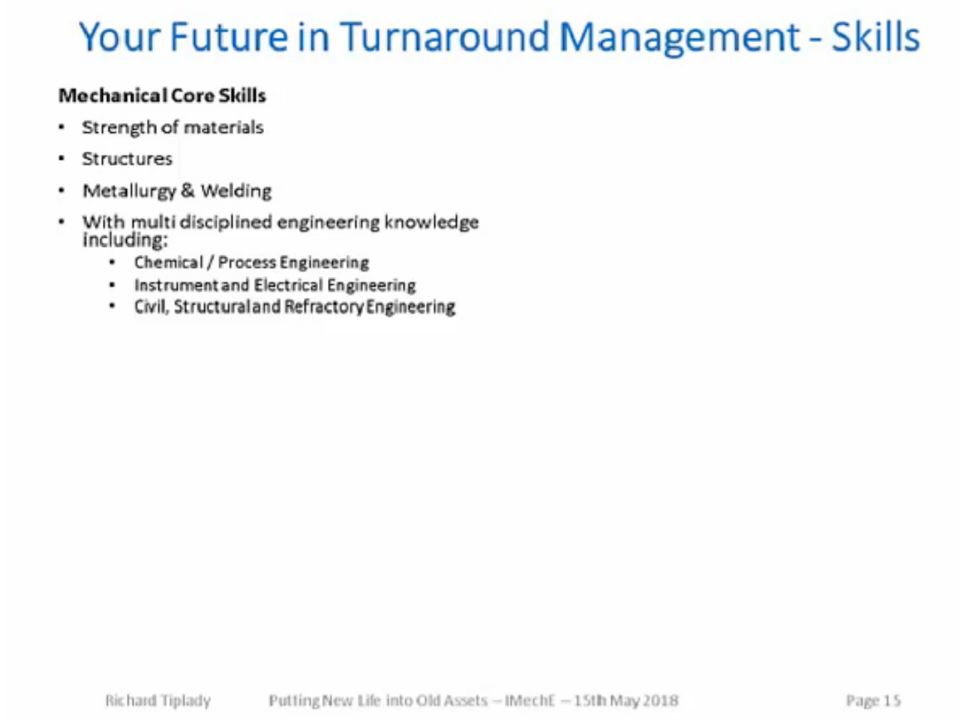 Your Future in Turnaround Management - Skills
Mechanical Core Skills
• Strength of materials
• Structures
• Metallurgy & Welding
• With multi disciplined engineering knowledge
including:
• Chemical / Process Engineering
• Instrument and Electrical Engineering
• Civil, Structural and Refractory Engineering
Richard Tiplady Putting New Life into Old Assets – IMechE – 15th May 2018 Page 15